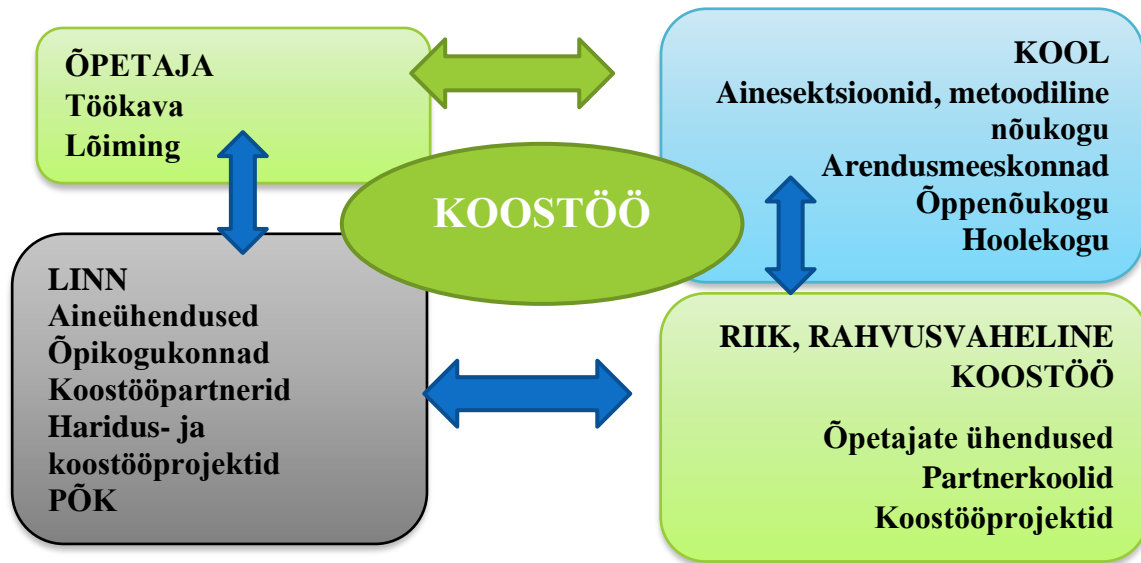 ÕPETAJA
Töökava
Lõiming
KOOL
Ainesektsioonid, metoodiline
nõukogu
Arendusmeeskonnad
Õppenõukogu
Hoolekogu
KOOSTÖÖ
LINN
Aineühendused
Õpikogukonnad
Koostööpartnerid
Haridus- ja
koostööprojektid
PÕK
RIIK, RAHVUSVAHELINE
KOOSTÖÖ
Õpetajate ühendused
Partnerkoolid
Koostööprojektid